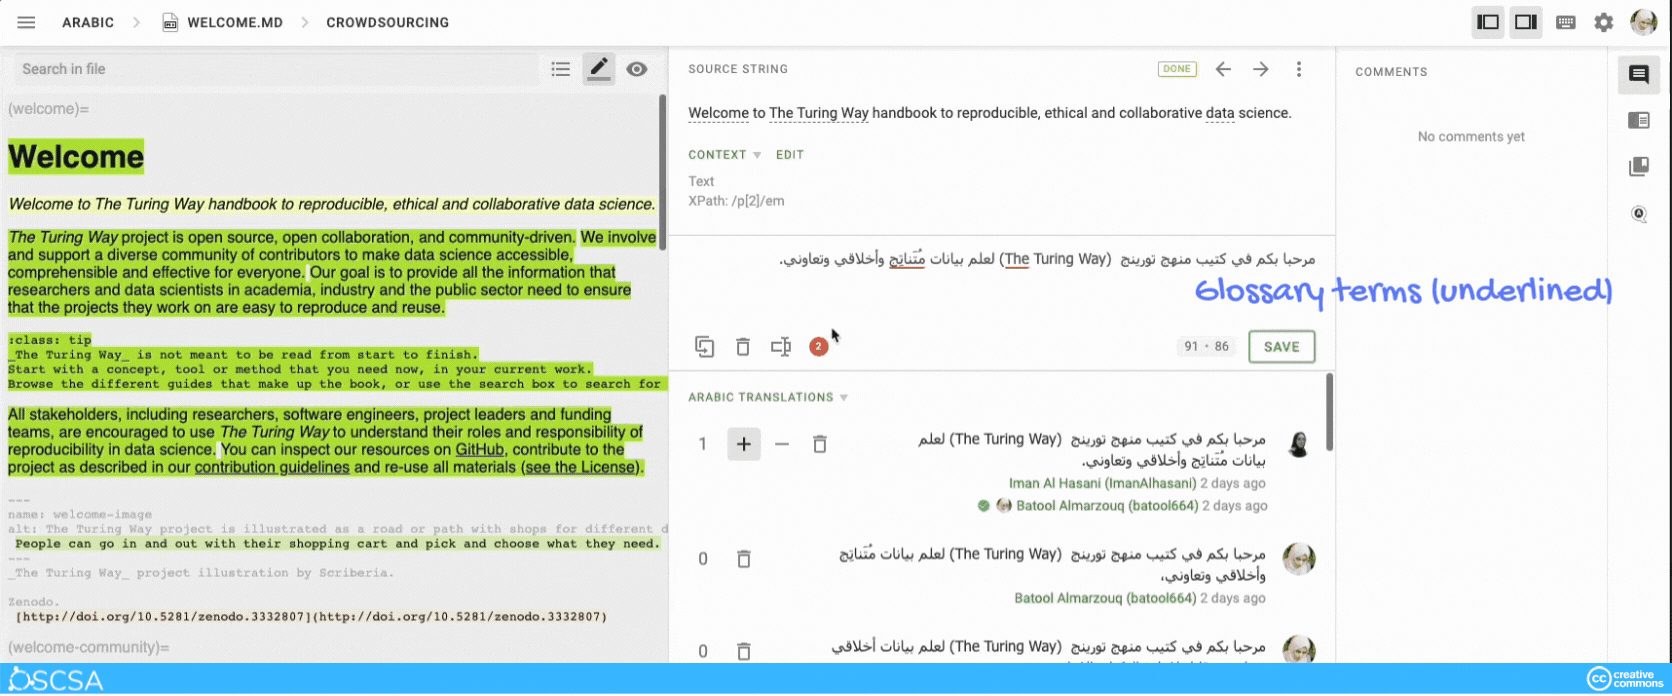 ARABIC
WELCOME.MD
CROWDSOURCING
Search in file
(welcome)=
Welcome
Welcome to The Turing Way handbook to reproducible, ethical and collaborative data science.
The Turing Way project is open source, open collaboration, and community-driven. We involve
and support a diverse community of contributors to make data science accessible,
comprehensible and effective for everyone. Our goal is to provide all the information that
researchers and data scientists in academia, industry and the public sector need to ensure
that the projects they work on are easy to reproduce and reuse.
:class: tip
_The Turing Way_ is not meant to be read from start to finish.
Start with a concept, tool or method that you need now, in your current work.
Browse the different guides that make up the book, or use the search box to search for
All stakeholders, including researchers, software engineers, project leaders and funding
teams, are encouraged to use The Turing Way to understand their roles and responsibility of
reproducibility in data science. You can inspect our resources on GitHub, contribute to the
project as described in our contribution guidelines and re-use all materials (see the License).
---
name: welcome-image
alt: The Turing Way project is illustrated as a road or path with shops for different d
People can go in and out with their shopping cart and pick and choose what they need.
---
_The Turing Way_ project illustration by Scriberia.
Zenodo.
[http://doi.org/10.5281/zenodo.3332807](http://doi.org/10.5281/zenodo.3332807)
(welcome-community)=
SOURCE STRING
DONE
Welcome to The Turing Way handbook to reproducible, ethical and collaborative data science.
CONTEXT
EDIT
Text
XPath: /p[2]/em
مرحبا بكم في كتيب منهج تورينج (The Turing Way) لعلم بيانات مُتَناتِج وأخلاقي وتعاوني.
Glossary terms (underlined)
2
91 • 86
SAVE
ARABIC TRANSLATIONS
1
مرحبا بكم في كتيب منهج تورينج (The Turing Way) لعلم
بيانات مُتَناتِج وأخلاقي وتعاوني.
Iman Al Hasani (ImanAlhasani) 2 days ago
Batool Almarzouq (batool664) 2 days ago
0
مرحبا بكم في كتيب منهج تورينج (The Turing Way) لعلم بيانات مُتَناتِج
وأخلاقي وتعاوني،
Batool Almarzouq (batool664) 2 days ago
0
مرحبا بكم في كتيب منهج تورينج (The Turing Way) لعلم بيانات أخلاقي
COMMENTS
No comments yet
OSCSA
cc creative
commons